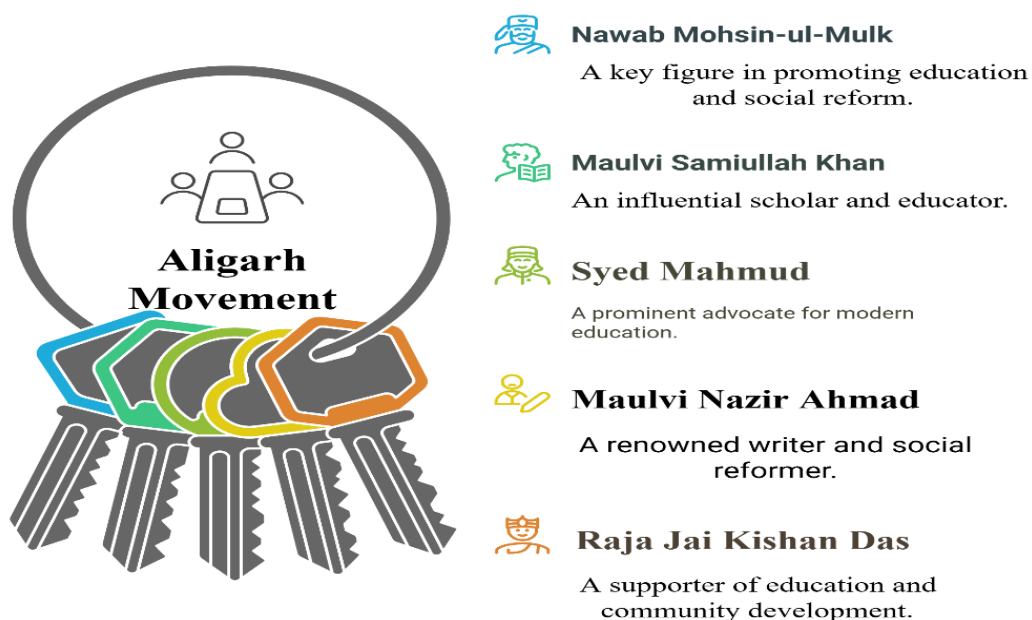 Aligarh
Movement
Nawab Mohsin-ul-Mulk
A key figure in promoting education
and social reform.
Maulvi Samiullah Khan
An influential scholar and educator.
Syed Mahmud
A prominent advocate for modern
education.
Maulvi Nazir Ahmad
A renowned writer and social
reformer.
Raja Jai Kishan Das
A supporter of education and
community development.